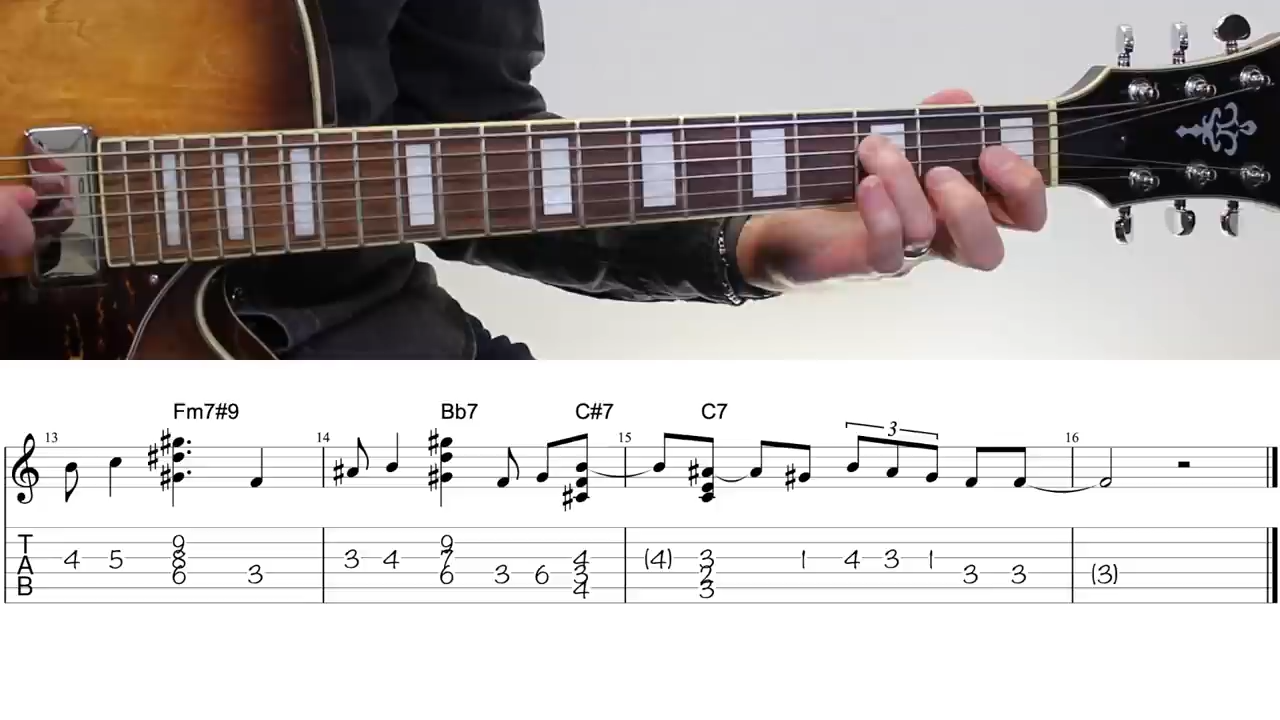 Fm7#9 Bb7 C#7 C7
13 14 15 3 16
T 9 9
4 5 8 3 4 7 4 (4) 3 1 4 3 1
A 6 3 6 3 6 3 2 3 3 (3)
B 4 3